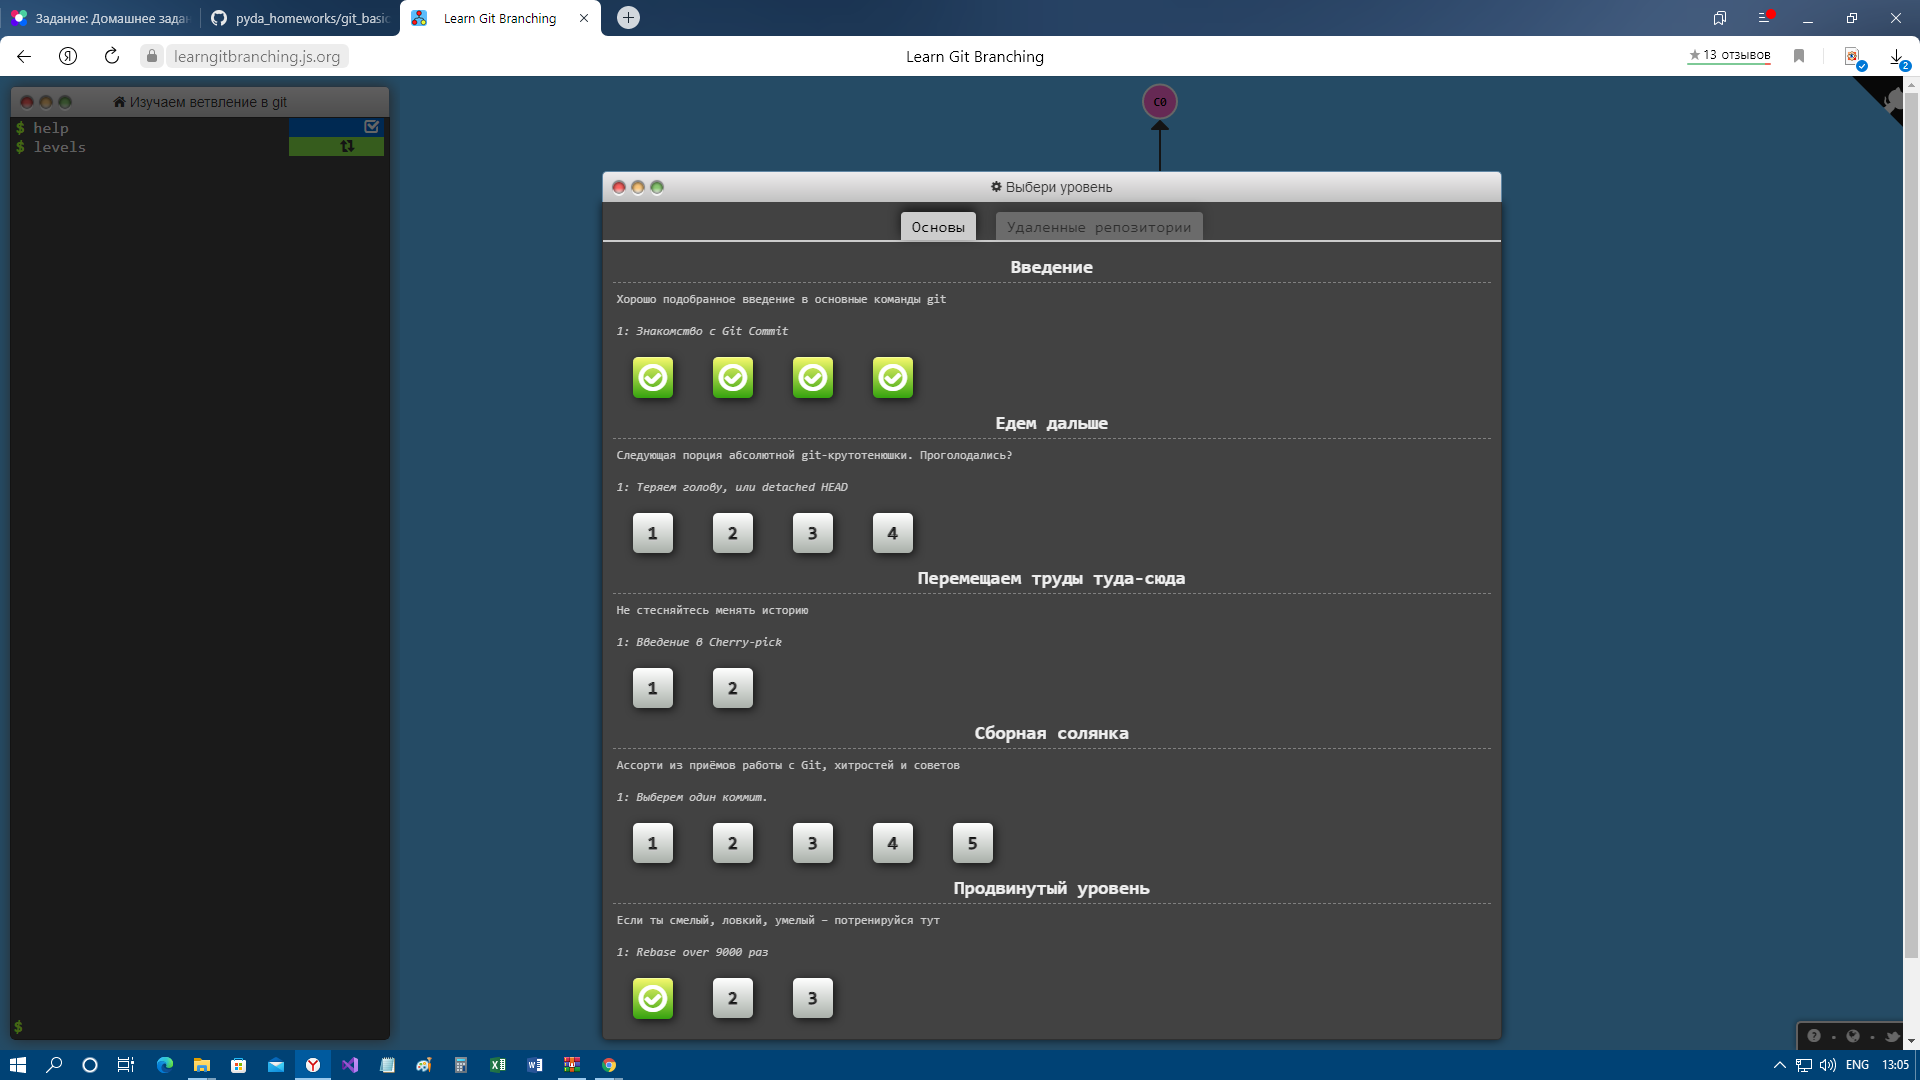 Задание: Домашнее задан
pyda_homeworks/git_basic
Learn Git Branching
learngitbranching.js.org
Learn Git Branching
13 отзывов
2
Изучаем ветвление в git
$ help
$ levels
$
C0
Выбери уровень
Основы
Удаленные репозитории
Введение
Хорошо подобранное введение в основные команды git
1: Знакомство с Git Commit
Едем дальше
Следующая порция абсолютной git-крутотенюшки. Проголодались?
1: Теряем голову, или detached HEAD
1 2 3 4
Перемещаем труды туда-сюда
Не стесняйтесь менять историю
1: Введение в Cherry-pick
1 2
Сборная солянка
Ассорти из приёмов работы с Git, хитростей и советов
1: Выберем один коммит.
1 2 3 4 5
Продвинутый уровень
Если ты смелый, ловкий, умелый – потренируйся тут
1: Rebase over 9000 раз
2 3
ENG 13:05